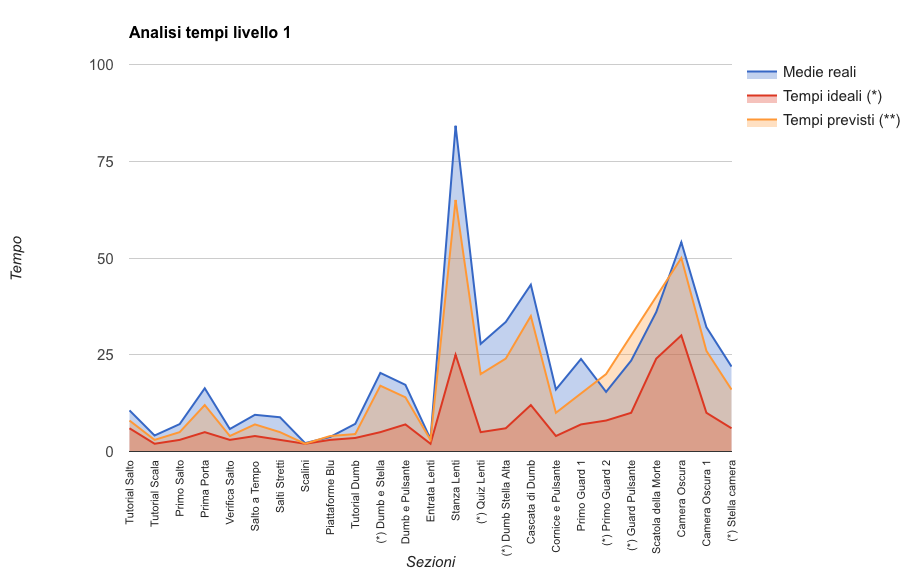 Analisi tempi livello 1
Medie reali
Tempi ideali (*)
Tempi previsti (**)
100
75
50
25
0
Tempo
Tutorial Salto
Tutorial Scala
Primo Salto
Prima Porta
Verifica Salto
Salto a Tempo
Salti Stretti
Scalini
Piattaforme Blu
Tutorial Dumb
(*) Dumb e Stella
Dumb e Pulsante
Entrata Lenti
Stanza Lenti
(*) Quiz Lenti
(*) Dumb Stella Alta
Cascata di Dumb
Cornice e Pulsante
Primo Guard 1
(*) Primo Guard 2
(*) Guard Pulsante
Scatola della Morte
Camera Oscura
Camera Oscura 1
(*) Stella camera
Sezioni